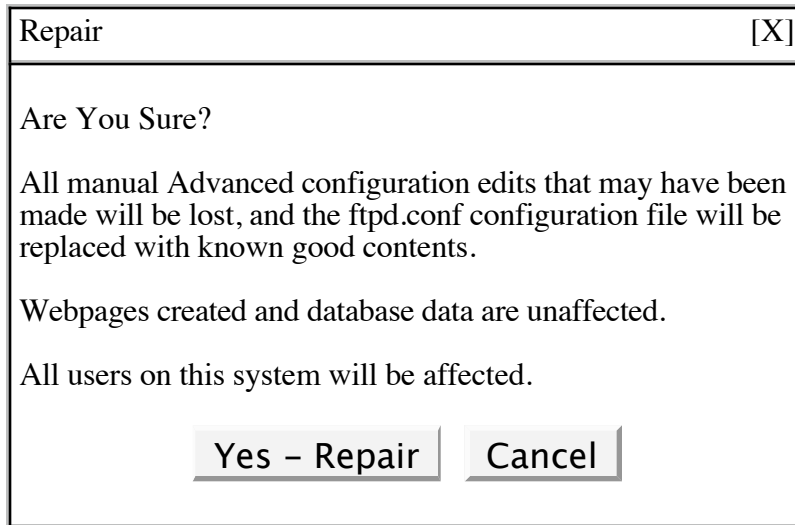 Repair [X]
Are You Sure?
All manual Advanced configuration edits that may have been
made will be lost, and the ftpd.conf configuration file will be
replaced with known good contents.
Webpages created and database data are unaffected.
All users on this system will be affected.
Yes – Repair Cancel